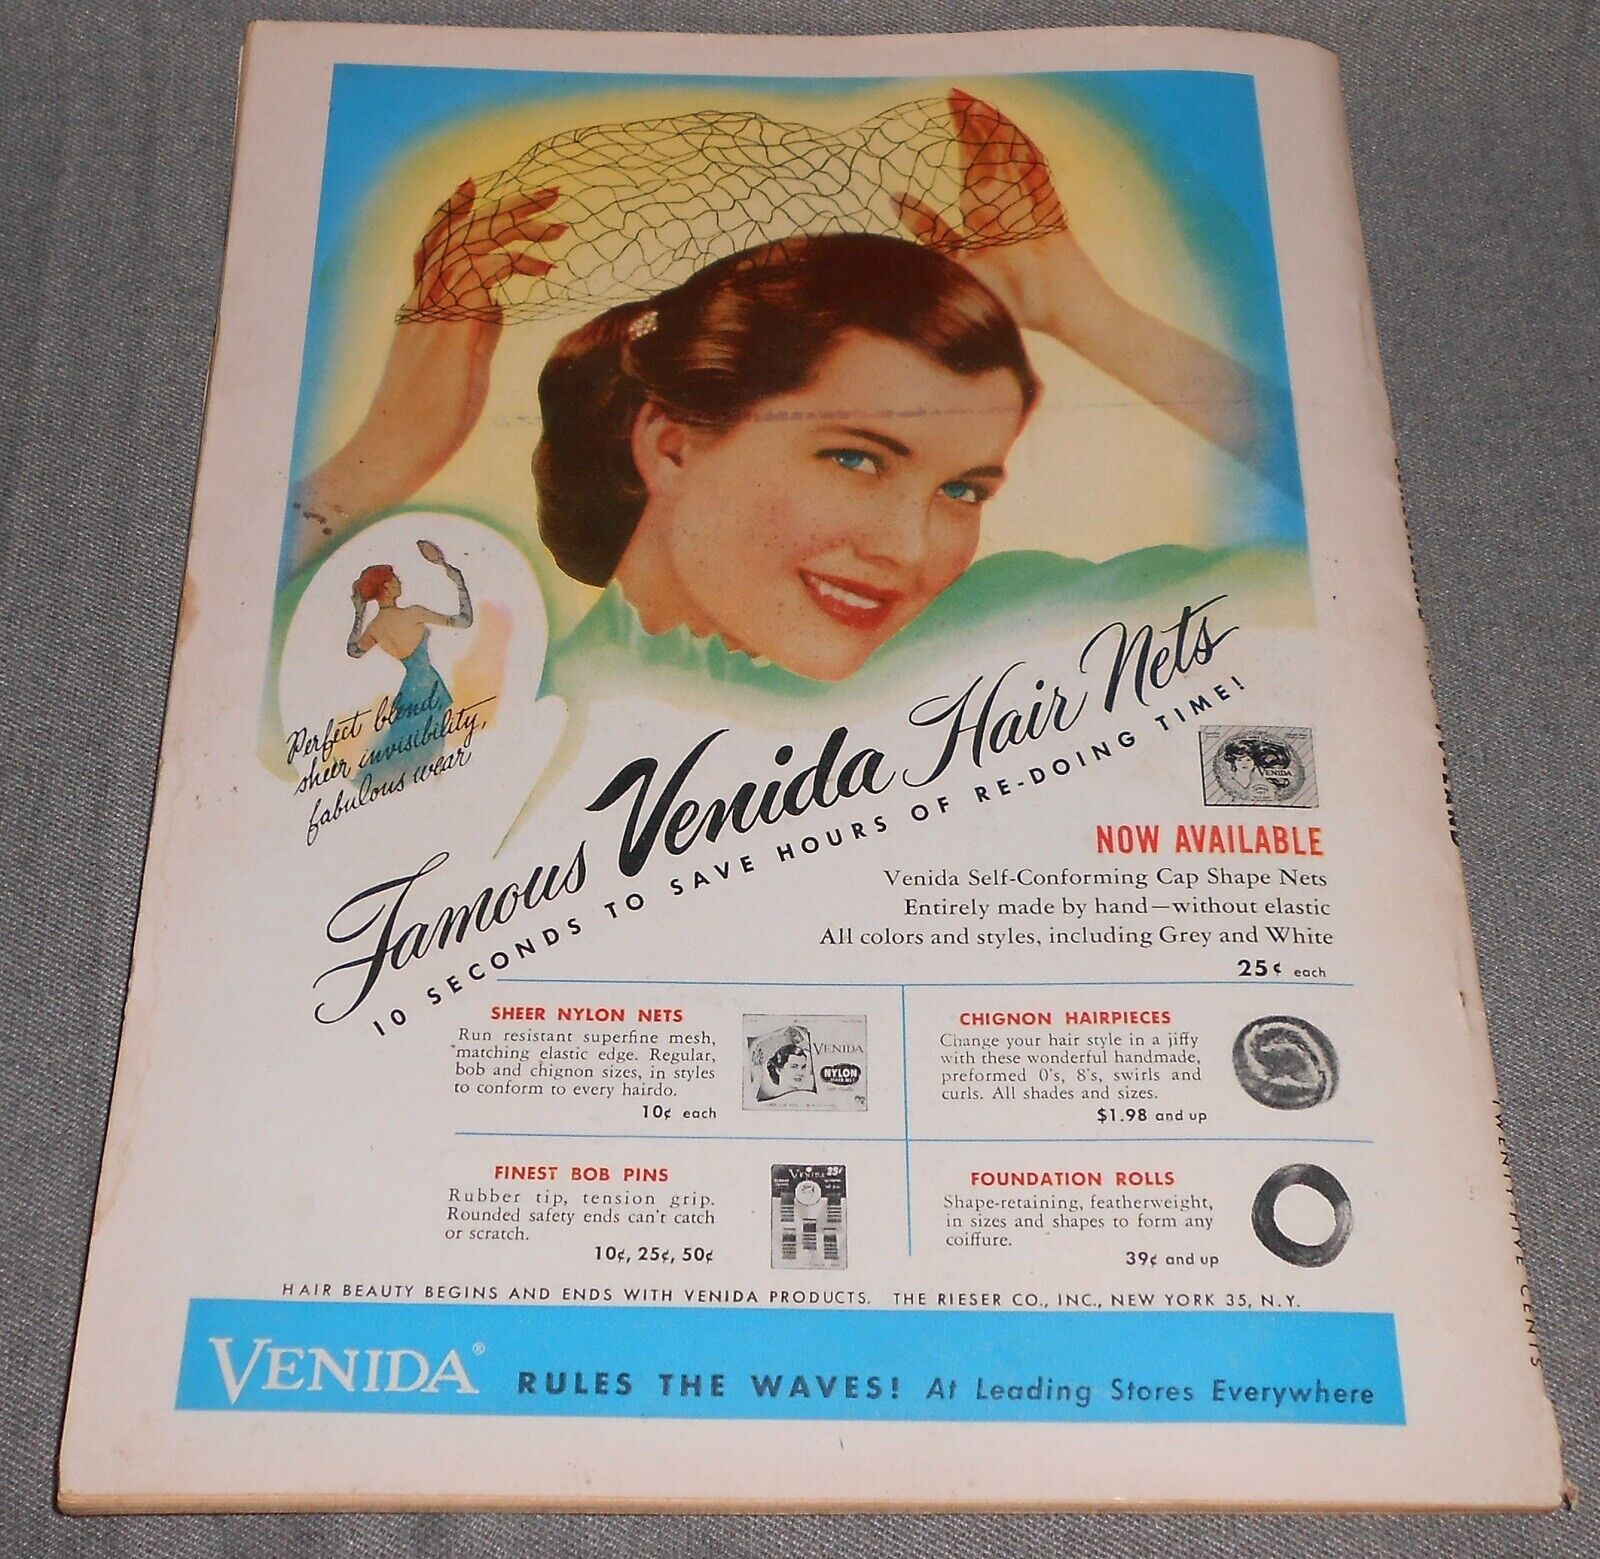 Perfect blend,
sheer invisibility,
fabulous wear
Famous Venida Hair Nets
10 SECONDS TO SAVE HOURS OF RE-DOING TIME!
VENIDA
NOW AVAILABLE
Venida Self-Conforming Cap Shape Nets
Entirely made by hand—without elastic
All colors and styles, including Grey and White
25¢ each
SHEER NYLON NETS
Run resistant superfine mesh,
matching elastic edge. Regular,
bob and chignon sizes, in styles
to conform to every hairdo.
10¢ each
VENIDA
NYLON
HAIR NET
CHIGNON HAIRPIECES
Change your hair style in a jiffy
with these wonderful handmade,
preformed 0's, 8's, swirls and
curls. All shades and sizes.
$1.98 and up
FINEST BOB PINS
Rubber tip, tension grip.
Rounded safety ends can't catch
or scratch.
10¢, 25¢, 50¢
VENIDA 25¢
FOUNDATION ROLLS
Shape-retaining, featherweight,
in sizes and shapes to form any
coiffure.
39¢ and up
HAIR BEAUTY BEGINS AND ENDS WITH VENIDA PRODUCTS. THE RIESER CO., INC., NEW YORK 35, N.Y.
VENIDA® RULES THE WAVES! At Leading Stores Everywhere
TWENTY-FIVE CENTS